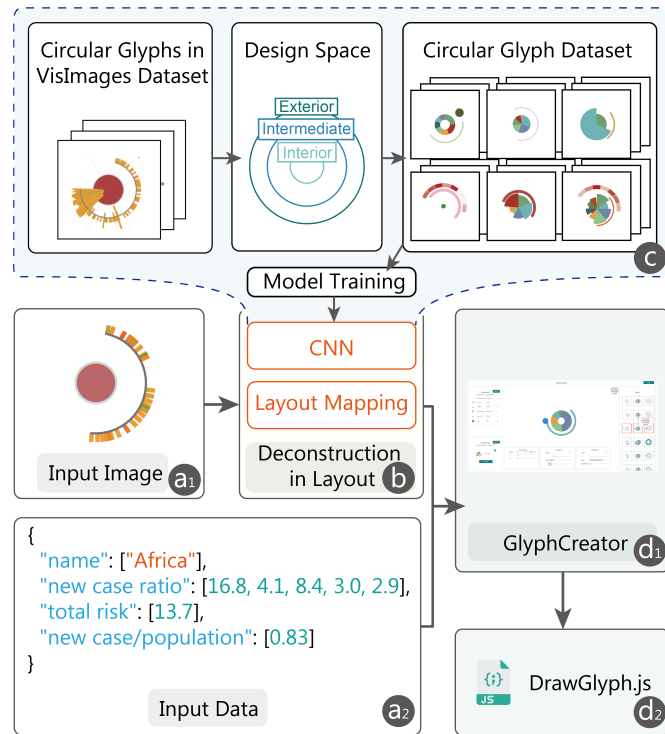 Circular Glyphs in
VisImages Dataset
Design Space
Exterior
Intermediate
Interior
Circular Glyph Dataset
c
Model Training
Input Image
a1
CNN
Layout Mapping
Deconstruction
in Layout
b
GlyphCreator
d1
{
"name": ["Africa"],
"new case ratio": [16.8, 4.1, 8.4, 3.0, 2.9],
"total risk": [13.7],
"new case/population": [0.83]
}
Input Data
a2
{;}
JS
DrawGlyph.js
d2